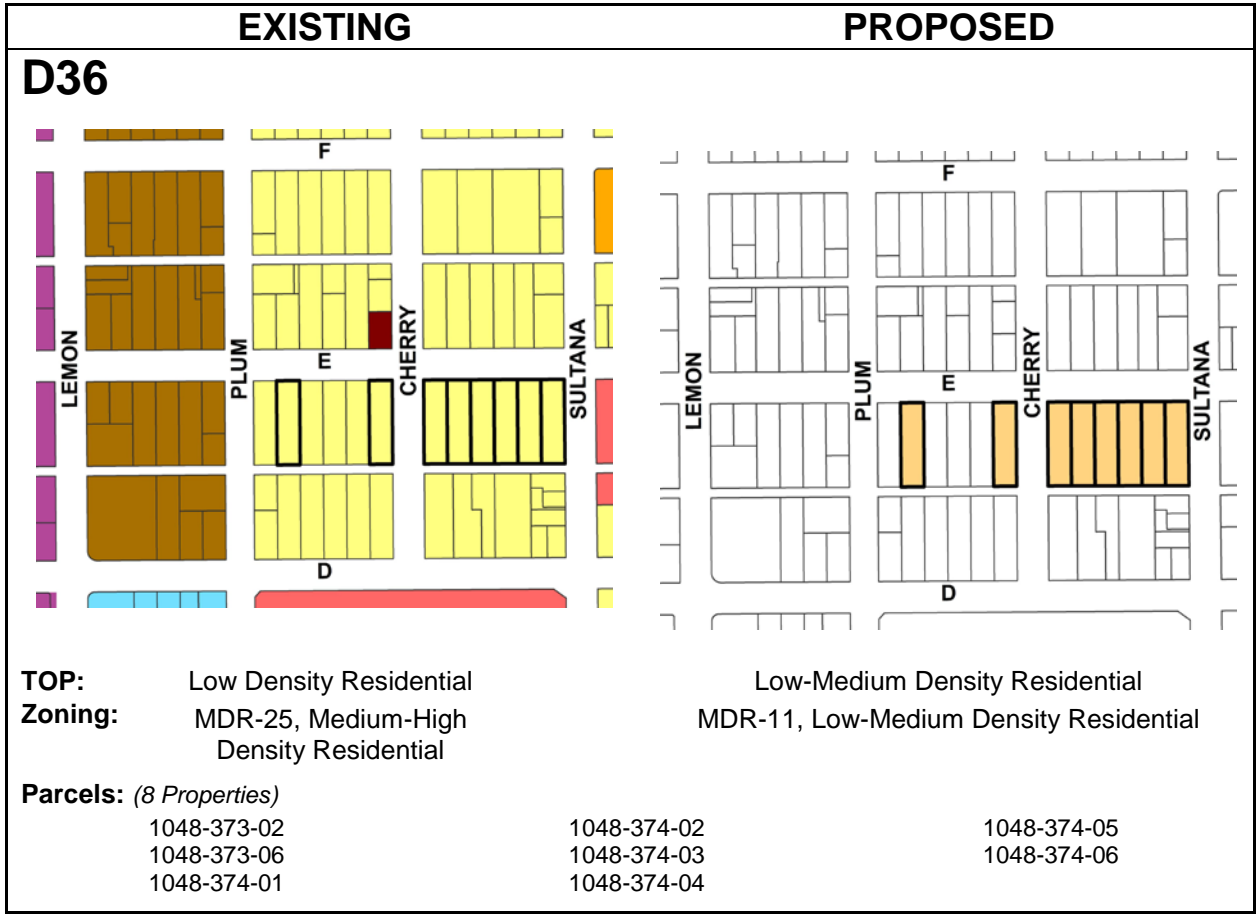 EXISTING
PROPOSED
D36
F
LEMON
PLUM
E
CHERRY
SULTANA
D
F
LEMON
PLUM
E
CHERRY
SULTANA
D
TOP: Low Density Residential Low-Medium Density Residential
Zoning: MDR-25, Medium-High MDR-11, Low-Medium Density Residential
Density Residential
Parcels: (8 Properties)
1048-373-02 1048-374-02 1048-374-05
1048-373-06 1048-374-03 1048-374-06
1048-374-01 1048-374-04